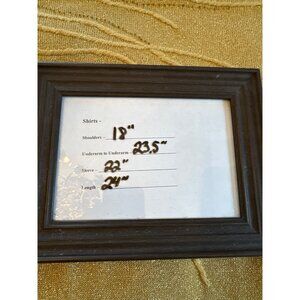 Shirts -
Shoulders - 18"
Underarm to Underarm - 23.5"
Sleeve - 22"
Length - 24"